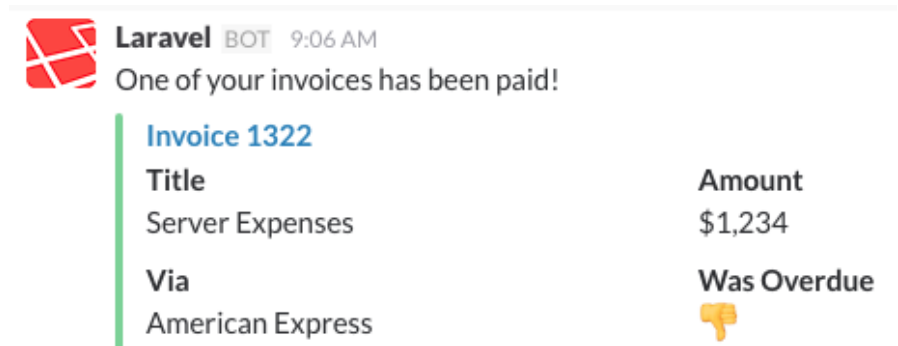 Laravel BOT 9:06 AM
One of your invoices has been paid!
Invoice 1322
Title Amount
Server Expenses $1,234
Via Was Overdue
American Express 👎